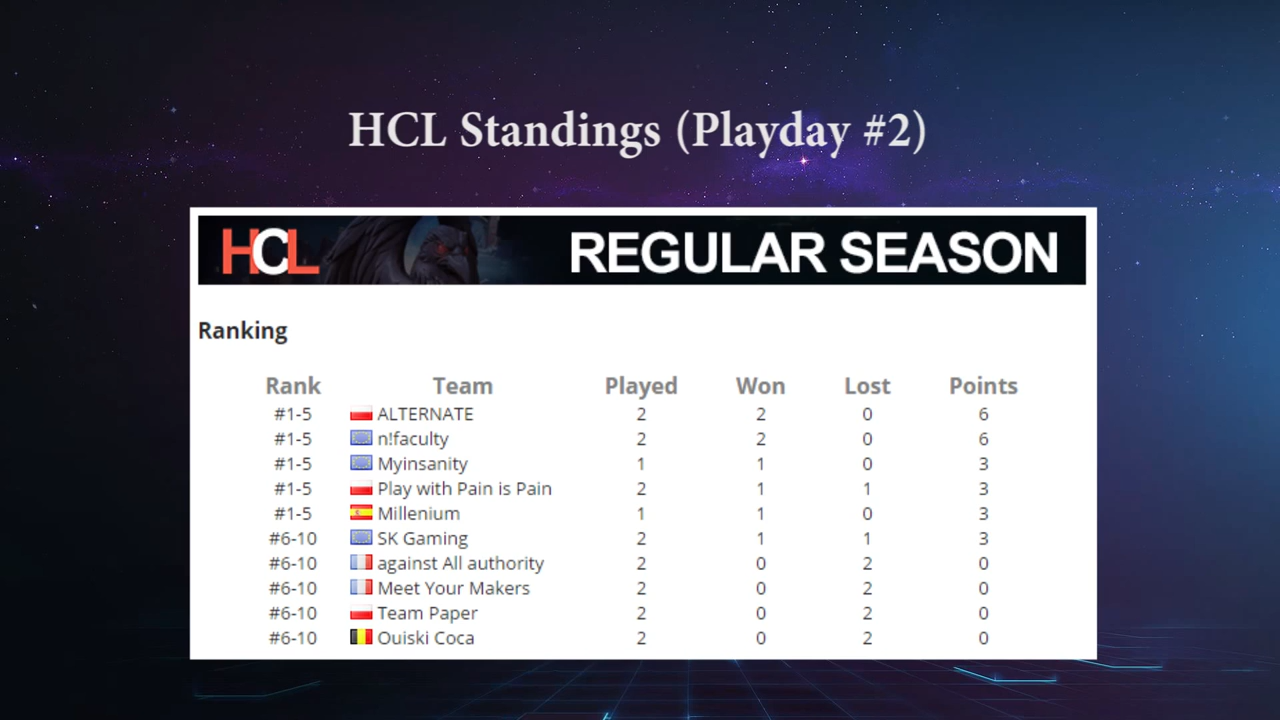 HCL Standings (Playday #2)
HCL REGULAR SEASON
Ranking
Rank Team Played Won Lost Points
#1-5 ALTERNATE 2 2 0 6
#1-5 n!faculty 2 2 0 6
#1-5 Myinsanity 1 1 0 3
#1-5 Play with Pain is Pain 2 1 1 3
#1-5 Millenium 1 1 0 3
#6-10 SK Gaming 2 1 1 3
#6-10 against All authority 2 0 2 0
#6-10 Meet Your Makers 2 0 2 0
#6-10 Team Paper 2 0 2 0
#6-10 Ouiski Coca 2 0 2 0